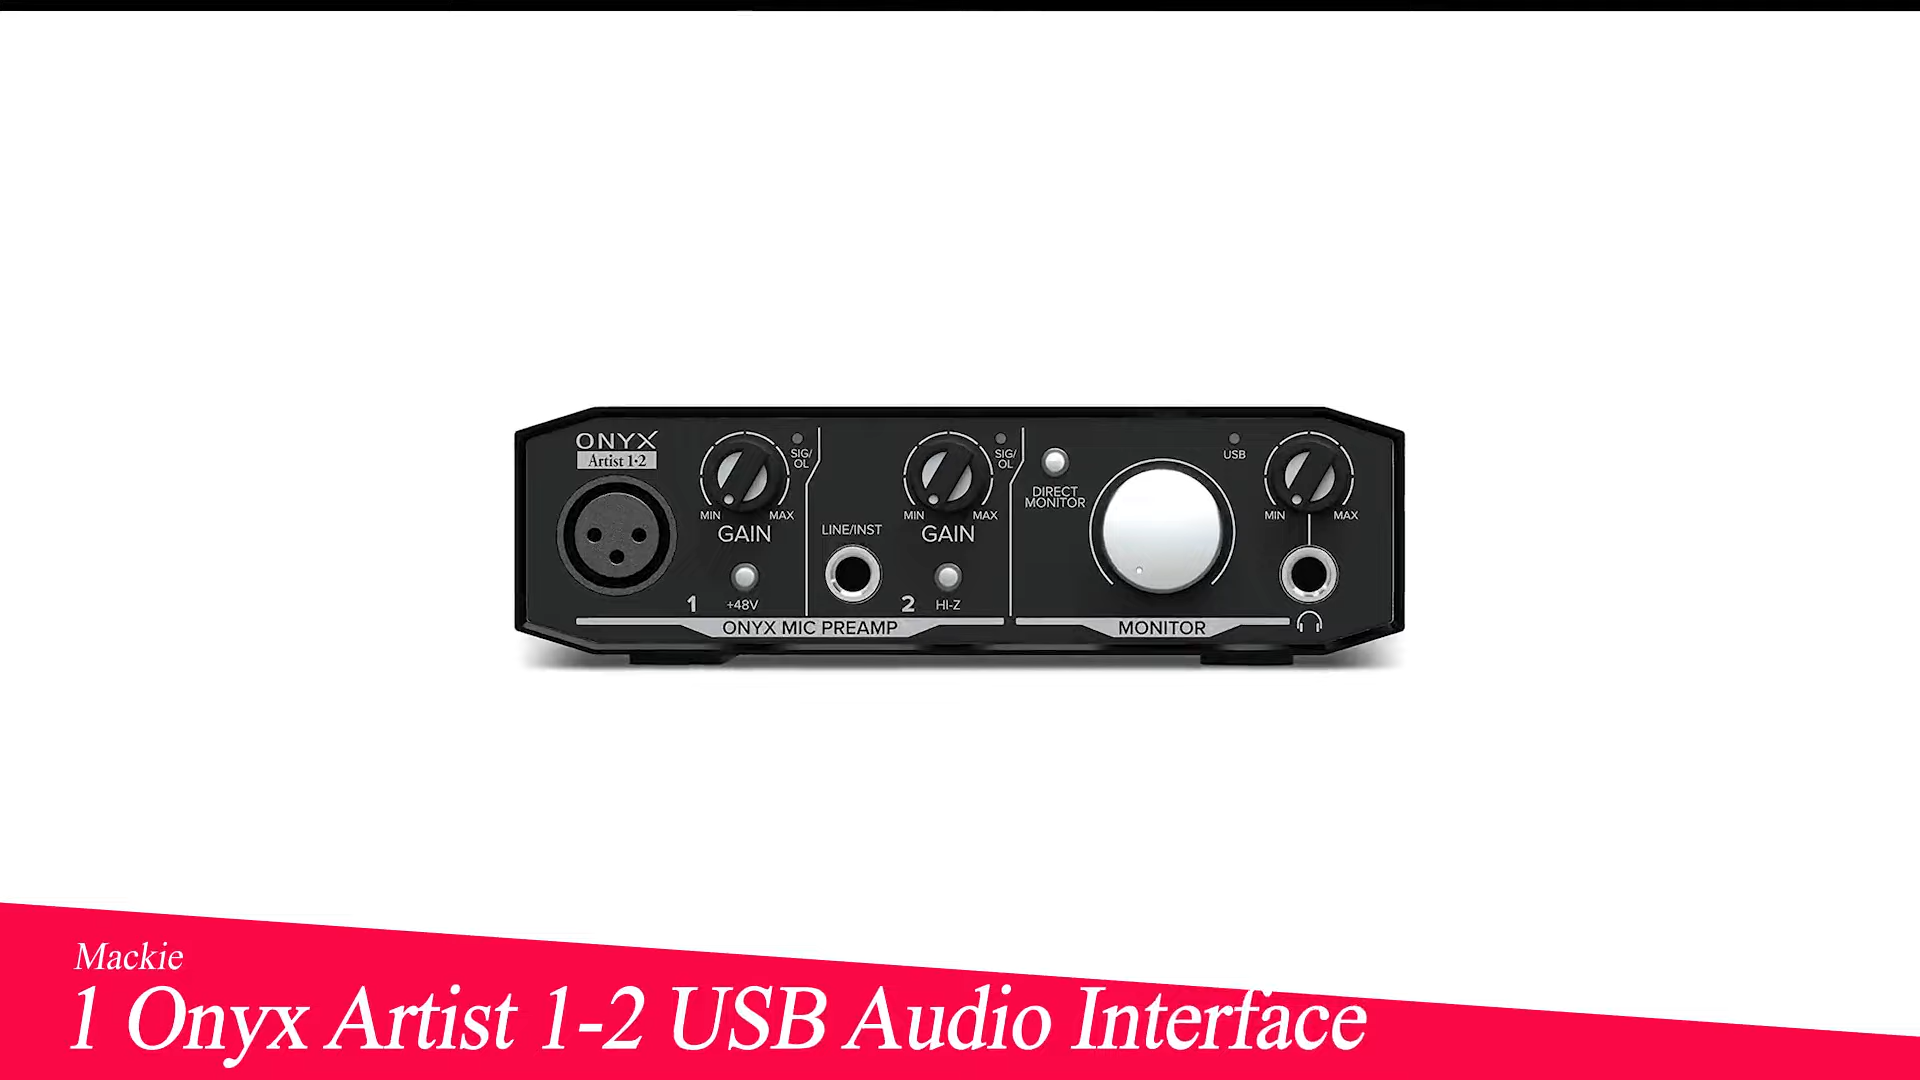 ONYX
Artist 1•2
SIG/
OL
MIN
MAX
GAIN
1
+48V
LINE/INST
SIG/
OL
MIN
MAX
GAIN
2
HI-Z
ONYX MIC PREAMP
DIRECT
MONITOR
USB
MIN
MAX
MONITOR
Mackie
1 Onyx Artist 1-2 USB Audio Interface